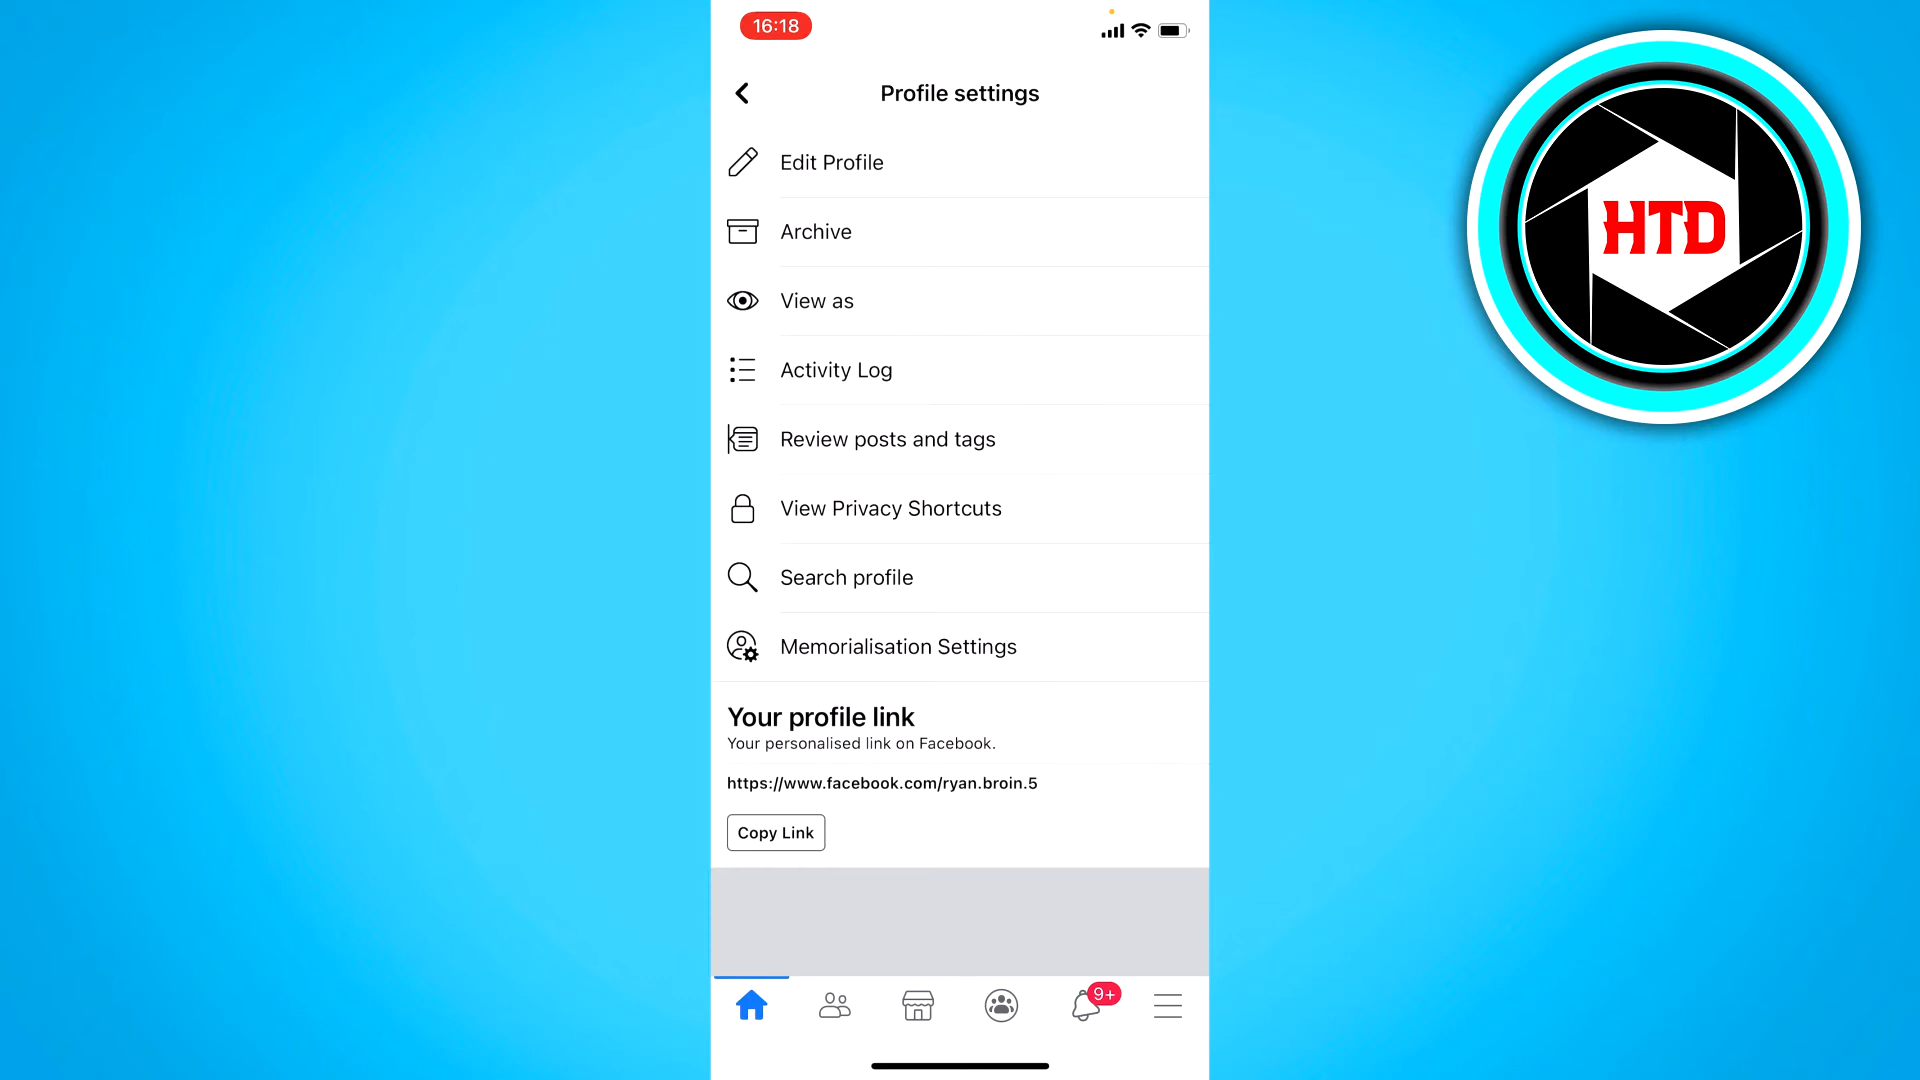 16:18
Profile settings
Edit Profile
Archive
View as
Activity Log
Review posts and tags
View Privacy Shortcuts
Search profile
Memorialisation Settings
Your profile link
Your personalised link on Facebook.
https://www.facebook.com/ryan.broin.5
Copy Link
9+
HTD